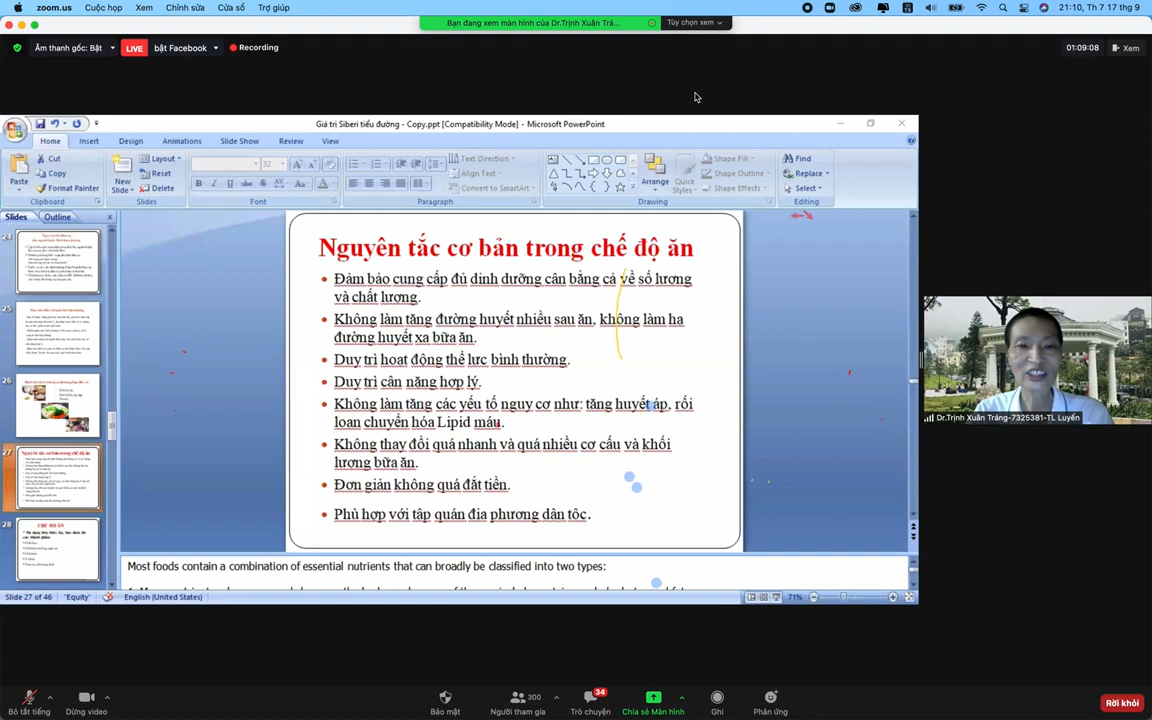 zoom.us Cuộc họp Xem Chỉnh sửa Cửa sổ Trợ giúp
21:10, Th 7 17 thg 9
Bạn đang xem màn hình của Dr.Trịnh Xuân Trắ... Tùy chọn xem
Âm thanh gốc: Bật LIVE bật Facebook Recording
01:09:08 Xem
Giá trị Siberi tiểu đường - Copy.ppt [Compatibility Mode] - Microsoft PowerPoint
Home Insert Design Animations Slide Show Review View
Paste Cut Copy Format Painter
Clipboard
New Slide Layout Reset Delete
Slides
32
Font
Text Direction Align Text Convert to SmartArt
Paragraph
Arrange Quick Styles Shape Fill Shape Outline Shape Effects
Drawing
Find Replace Select
Editing
Slides Outline
24
25
26
27
28
CHẾ ĐỘ ĂN
Nguyên tắc cơ bản trong chế độ ăn
• Đảm bảo cung cấp đủ dinh dưỡng cân bằng cả về số lượng
và chất lượng.
• Không làm tăng đường huyết nhiều sau ăn, không làm hạ
đường huyết xa bữa ăn.
• Duy trì hoạt động thể lực bình thường.
• Duy trì cân nặng hợp lý.
• Không làm tăng các yếu tố nguy cơ như: tăng huyết áp, rối
loạn chuyển hóa Lipid máu.
• Không thay đổi quá nhanh và quá nhiều cơ cấu và khối
lượng bữa ăn.
• Đơn giản không quá đắt tiền.
• Phù hợp với tập quán địa phương dân tộc.
Most foods contain a combination of essential nutrients that can broadly be classified into two types:
Slide 27 of 46 "Equity" English (United States)
71%
Dr.Trịnh Xuân Tráng-7325381-TL Luyến
Bỏ tắt tiếng Dừng video Bảo mật Người tham gia 300 Trò chuyện 34 Chia sẻ Màn hình Ghi Phản ứng Rời khỏi